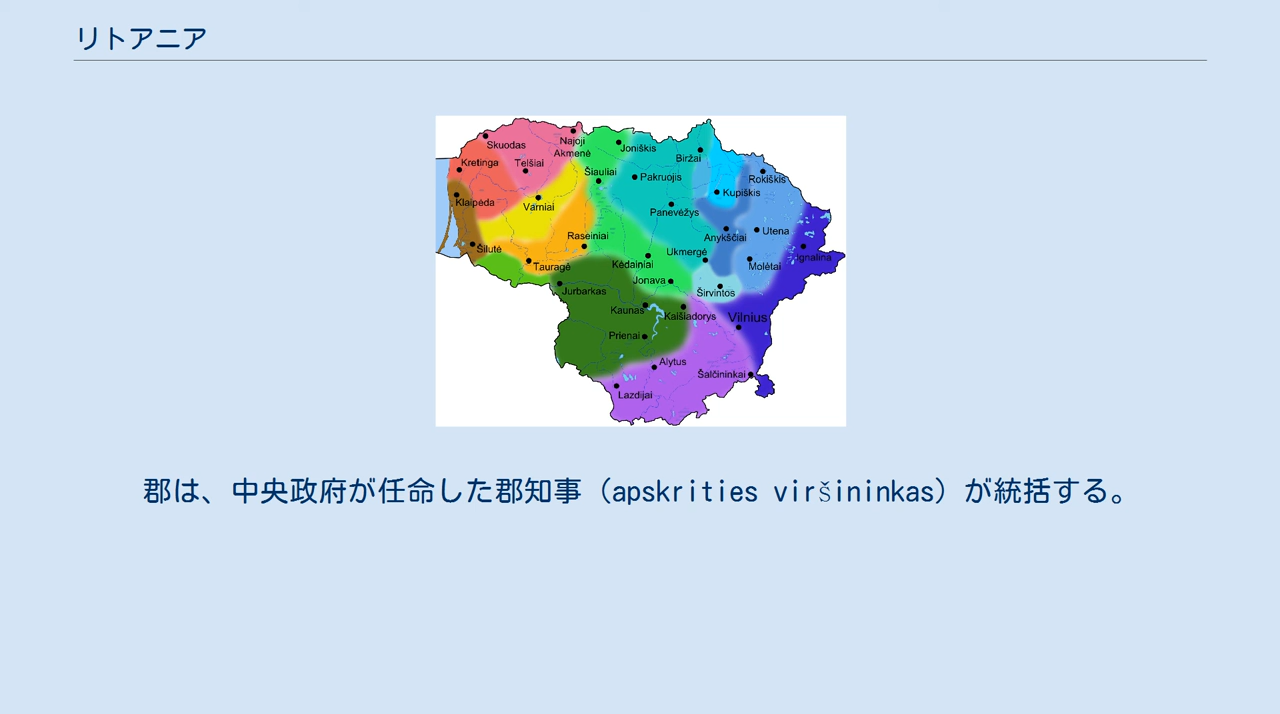 リトアニア
Skuodas
Najoji
Akmenė
Joniškis
Biržai
Kretinga
Telšiai
Šiauliai
Pakruojis
Rokiškis
Kupiškis
Klaipėda
Varniai
Panevėžys
Raseiniai
Anykščiai
Utena
Šilutė
Tauragė
Kėdainiai
Ukmergė
Molėtai
Ignalina
Jurbarkas
Jonava
Širvintos
Kaunas
Kaišiadorys
Vilnius
Prienai
Alytus
Šalčininkai
Lazdijai
郡は、中央政府が任命した郡知事（apskrities viršininkas）が統括する。